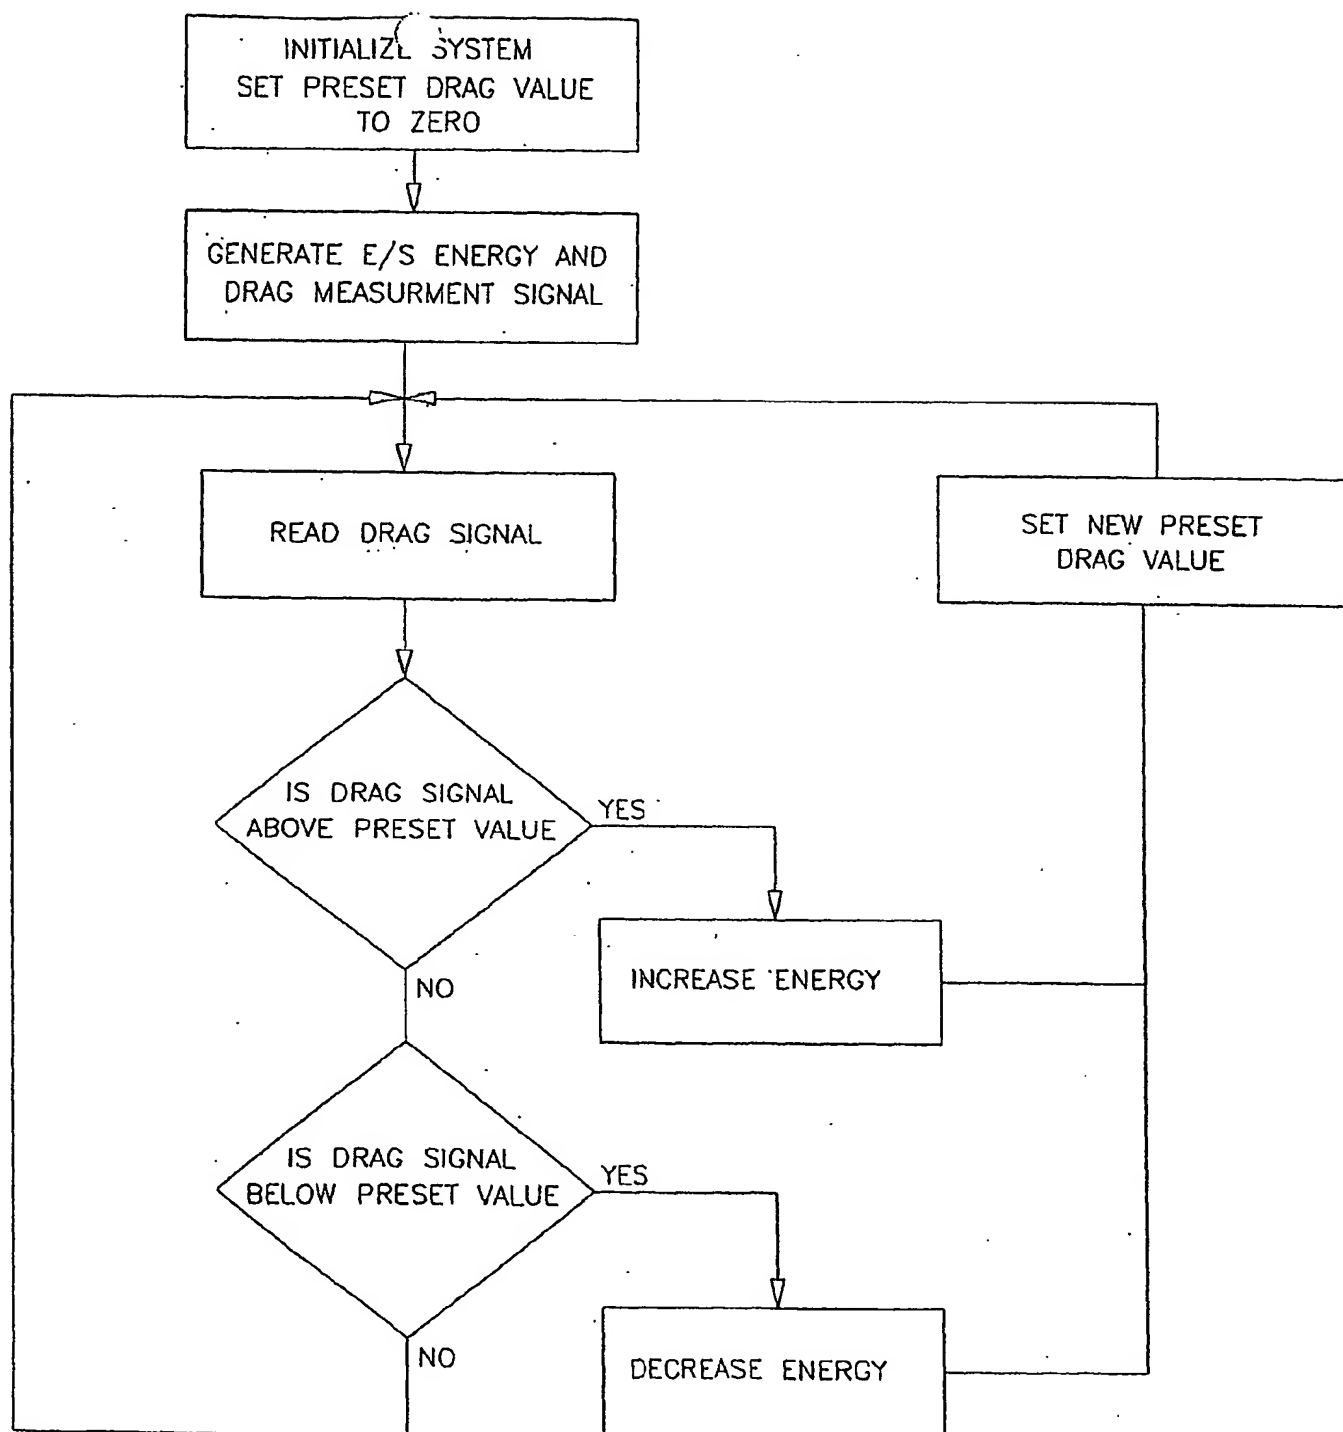 INITIALIZE SYSTEM
SET PRESET DRAG VALUE
TO ZERO
GENERATE E/S ENERGY AND
DRAG MEASURMENT SIGNAL
READ DRAG SIGNAL
SET NEW PRESET
DRAG VALUE
IS DRAG SIGNAL
ABOVE PRESET VALUE
YES
INCREASE ENERGY
NO
IS DRAG SIGNAL
BELOW PRESET VALUE
YES
DECREASE ENERGY
NO